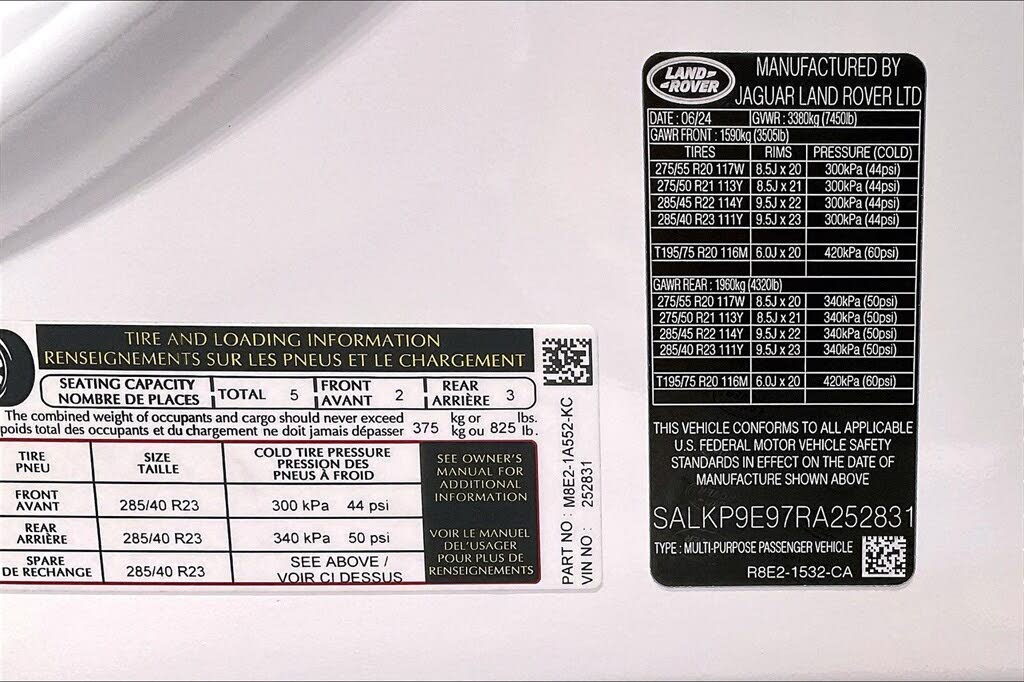 TIRE AND LOADING INFORMATION
RENSEIGNEMENTS SUR LES PNEUS ET LE CHARGEMENT
SEATING CAPACITY
NOMBRE DE PLACES
TOTAL 5
FRONT
AVANT 2
REAR
ARRIÈRE 3
The combined weight of occupants and cargo should never exceed 375 kg or 825 lbs.
poids total des occupants et du chargement ne doit jamais dépasser kg ou lb.
TIRE
PNEU
SIZE
TAILLE
COLD TIRE PRESSURE
PRESSION DES
PNEUS À FROID
FRONT
AVANT
285/40 R23
300 kPa 44 psi
REAR
ARRIÈRE
285/40 R23
340 kPa 50 psi
SPARE
DE RECHANGE
285/40 R23
SEE ABOVE /
VOIR CI DESSUS
SEE OWNER'S
MANUAL FOR
ADDITIONAL
INFORMATION
VOIR LE MANUEL
DEL'USAGER
POUR PLUS DE
RENSEIGNEMENTS
PART NO : M8E2-1A552-KC
VIN NO : 252831
LAND-
-ROVER
MANUFACTURED BY
JAGUAR LAND ROVER LTD
DATE : 06/24 GVWR : 3380kg (7450lb)
GAWR FRONT : 1590kg (3505lb)
TIRES RIMS PRESSURE (COLD)
275/55 R20 117W 8.5J x 20 300kPa (44psi)
275/50 R21 113Y 8.5J x 21 300kPa (44psi)
285/45 R22 114Y 9.5J x 22 300kPa (44psi)
285/40 R23 111Y 9.5J x 23 300kPa (44psi)
T195/75 R20 116M 6.0J x 20 420kPa (60psi)
GAWR REAR : 1960kg (4320lb)
275/55 R20 117W 8.5J x 20 340kPa (50psi)
275/50 R21 113Y 8.5J x 21 340kPa (50psi)
285/45 R22 114Y 9.5J x 22 340kPa (50psi)
285/40 R23 111Y 9.5J x 23 340kPa (50psi)
T195/75 R20 116M 6.0J x 20 420kPa (60psi)
THIS VEHICLE CONFORMS TO ALL APPLICABLE
U.S. FEDERAL MOTOR VEHICLE SAFETY
STANDARDS IN EFFECT ON THE DATE OF
MANUFACTURE SHOWN ABOVE
SALKP9E97RA252831
TYPE : MULTI-PURPOSE PASSENGER VEHICLE
R8E2-1532-CA